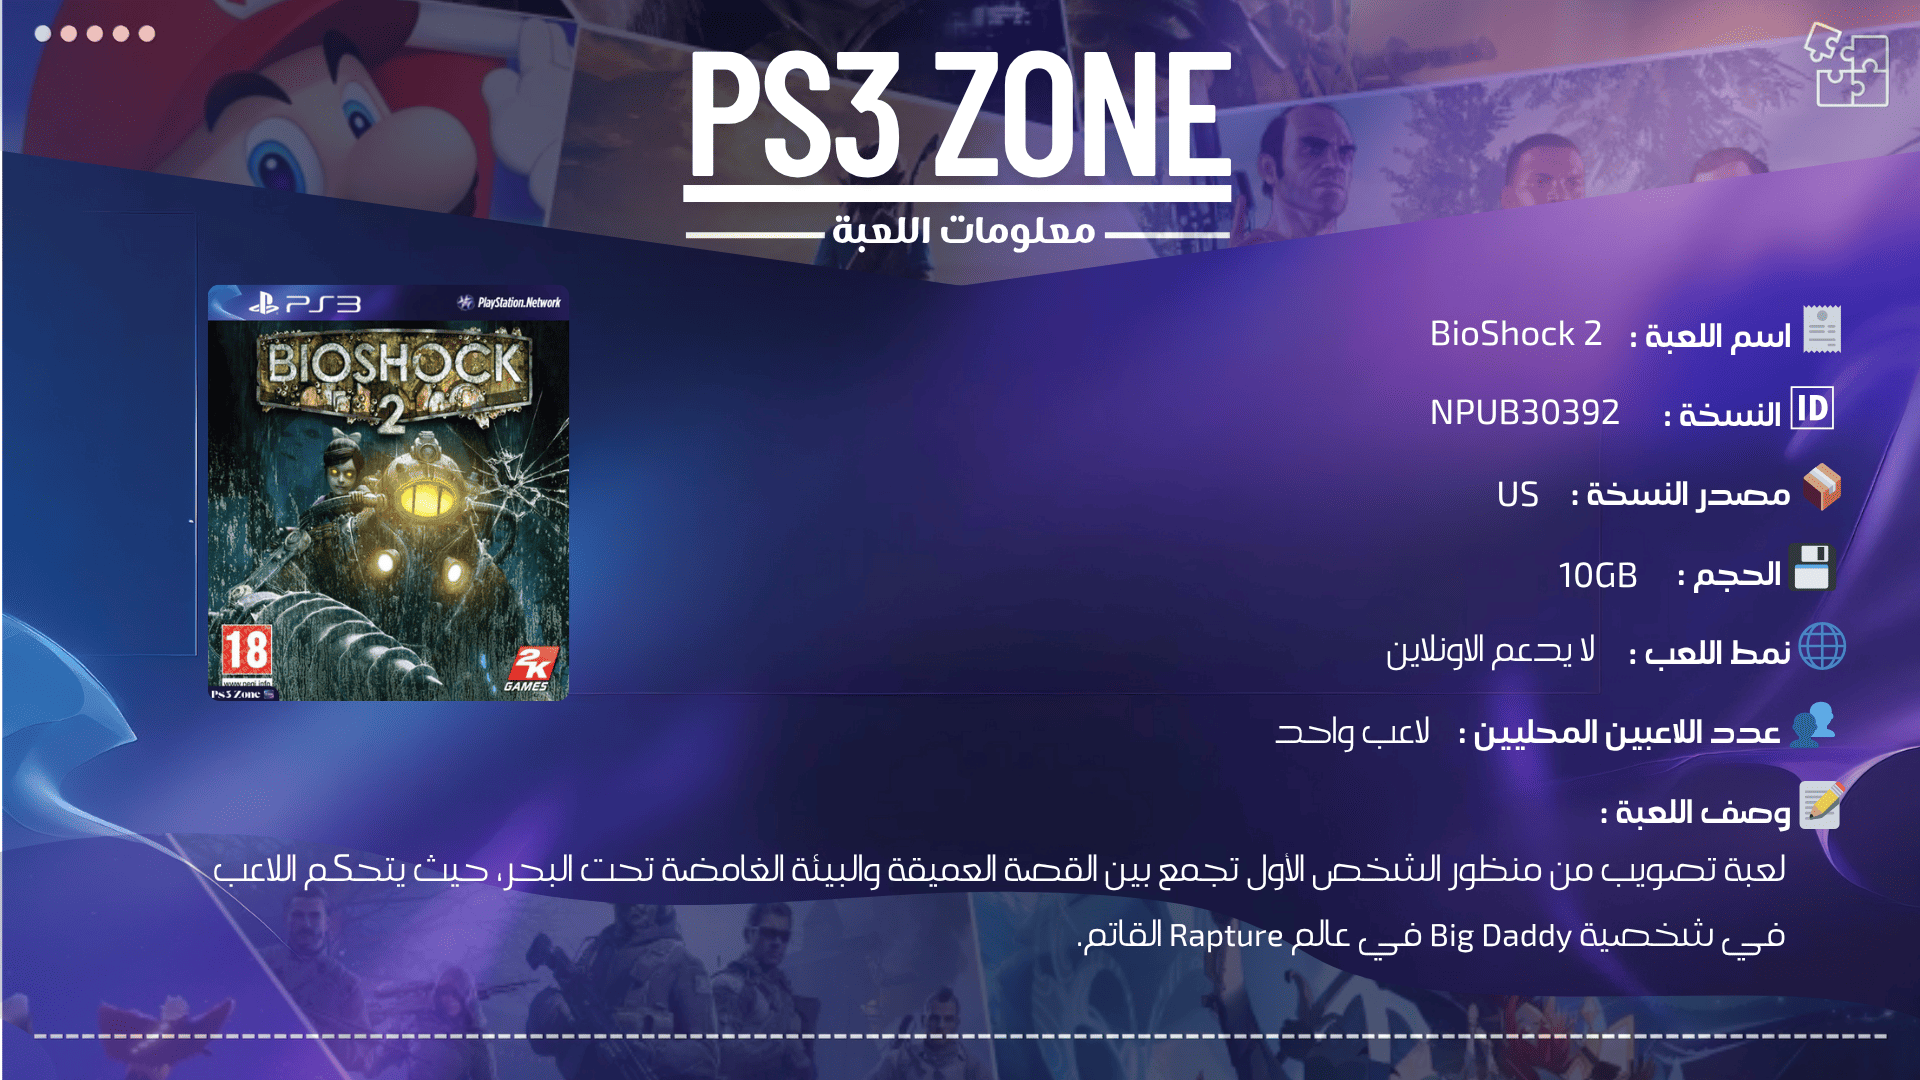 PS3 ZONE
معلومات اللعبة
PS3 PlayStation.Network
BIOSHOCK
2
18
www.pegi.info
Ps3 Zone S
2K
GAMES
اسم اللعبة : BioShock 2
ID النسخة : NPUB30392
مصدر النسخة : US
الحجم : 10GB
نمط اللعب : لا يدعم الاونلاين
عدد اللاعبين المحليين : لاعب واحد
وصف اللعبة :
لعبة تصويب من منظور الشخص الأول تجمع بين القصة العميقة والبيئة الغامضة تحت البحر، حيث يتحكم اللاعب
في شخصية Big Daddy في عالم Rapture القاتم.